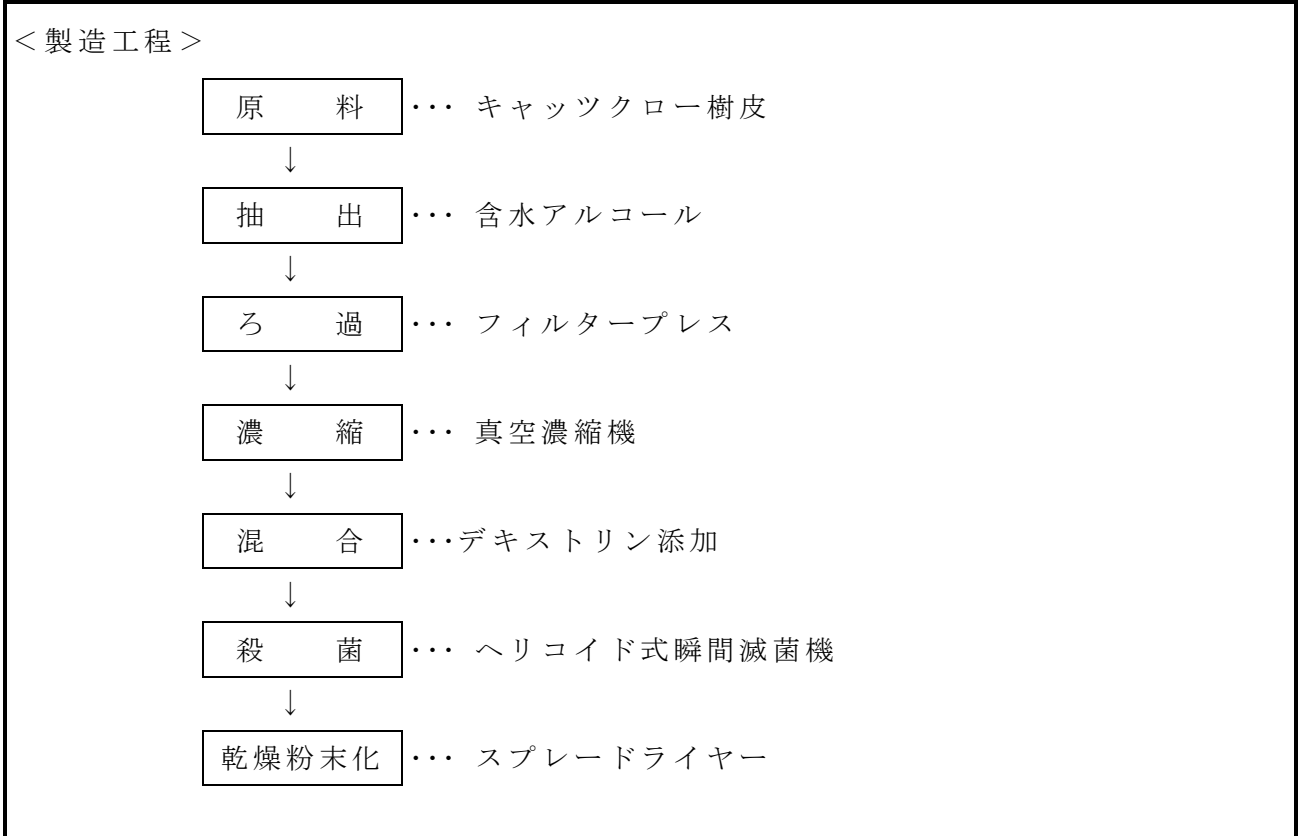 ＜製造工程＞
原　　料 ･･･ キャッツクロー樹皮
↓
抽　　出 ･･･ 含水アルコール
↓
ろ　　過 ･･･ フィルタープレス
↓
濃　　縮 ･･･ 真空濃縮機
↓
混　　合 ･･･デキストリン添加
↓
殺　　菌 ･･･ ヘリコイド式瞬間滅菌機
↓
乾燥粉末化 ･･･ スプレードライヤー